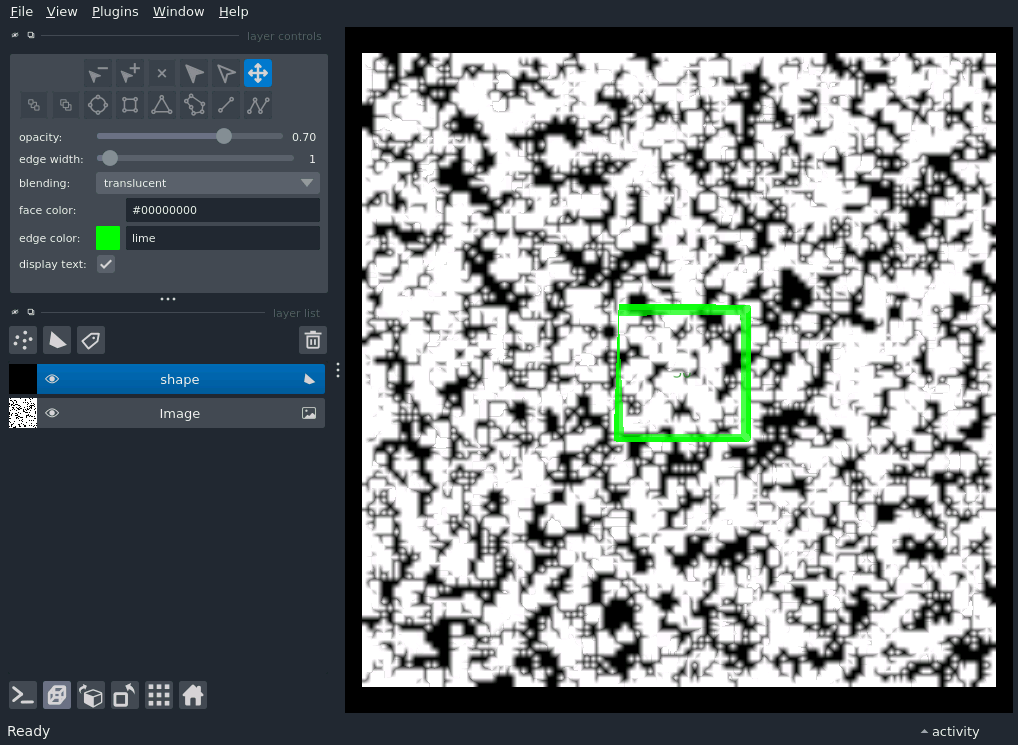 File View Plugins Window Help
layer controls
opacity: 0.70
edge width: 1
blending: translucent
face color: #00000000
edge color: lime
display text:
layer list
shape
Image
Ready
activity